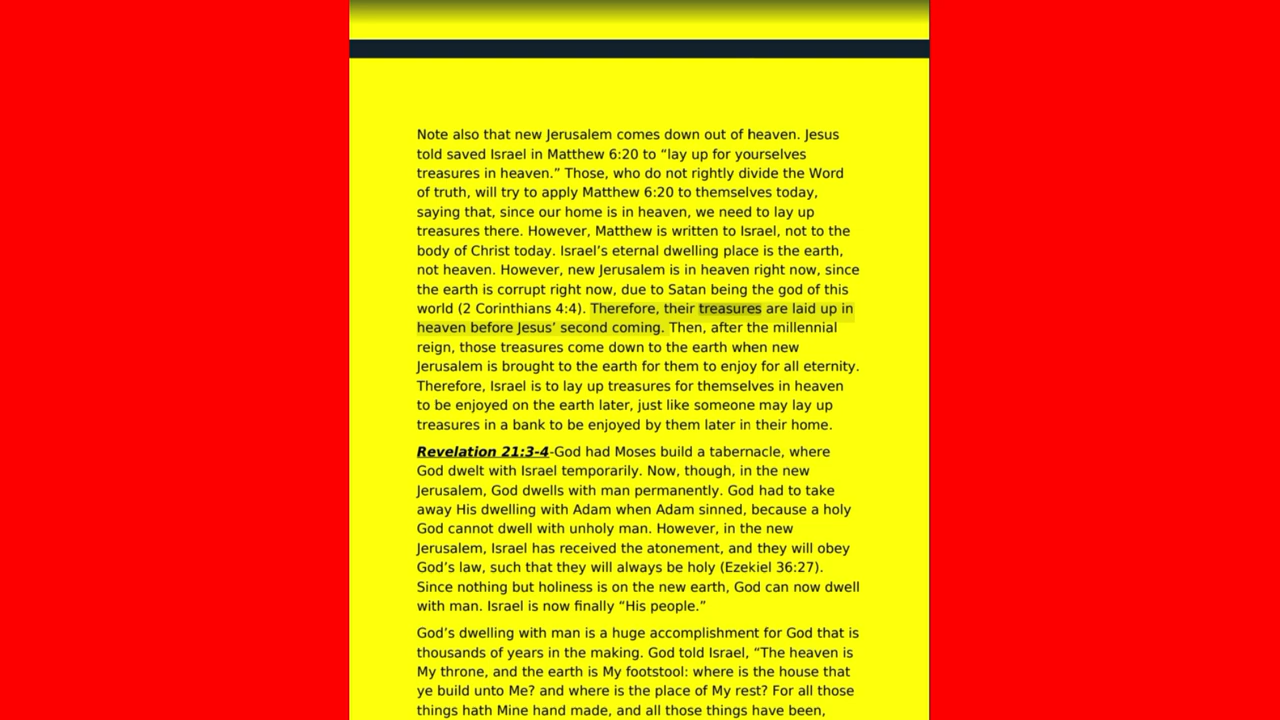 Note also that new Jerusalem comes down out of heaven. Jesus
told saved Israel in Matthew 6:20 to “lay up for yourselves
treasures in heaven.” Those, who do not rightly divide the Word
of truth, will try to apply Matthew 6:20 to themselves today,
saying that, since our home is in heaven, we need to lay up
treasures there. However, Matthew is written to Israel, not to the
body of Christ today. Israel’s eternal dwelling place is the earth,
not heaven. However, new Jerusalem is in heaven right now, since
the earth is corrupt right now, due to Satan being the god of this
world (2 Corinthians 4:4). Therefore, their treasures are laid up in
heaven before Jesus’ second coming. Then, after the millennial
reign, those treasures come down to the earth when new
Jerusalem is brought to the earth for them to enjoy for all eternity.
Therefore, Israel is to lay up treasures for themselves in heaven
to be enjoyed on the earth later, just like someone may lay up
treasures in a bank to be enjoyed by them later in their home.
Revelation 21:3-4-God had Moses build a tabernacle, where
God dwelt with Israel temporarily. Now, though, in the new
Jerusalem, God dwells with man permanently. God had to take
away His dwelling with Adam when Adam sinned, because a holy
God cannot dwell with unholy man. However, in the new
Jerusalem, Israel has received the atonement, and they will obey
God’s law, such that they will always be holy (Ezekiel 36:27).
Since nothing but holiness is on the new earth, God can now dwell
with man. Israel is now finally “His people.”
God’s dwelling with man is a huge accomplishment for God that is
thousands of years in the making. God told Israel, “The heaven is
My throne, and the earth is My footstool: where is the house that
ye build unto Me? and where is the place of My rest? For all those
things hath Mine hand made, and all those things have been,